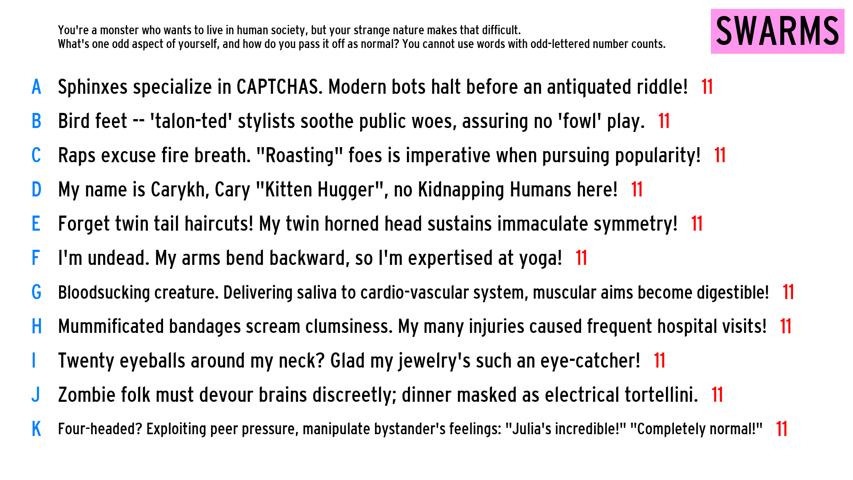 You're a monster who wants to live in human society, but your strange nature makes that difficult.
What's one odd aspect of yourself, and how do you pass it off as normal? You cannot use words with odd-lettered number counts.
SWARMS
A Sphinxes specialize in CAPTCHAS. Modern bots halt before an antiquated riddle! 11
B Bird feet -- 'talon-ted' stylists soothe public woes, assuring no 'fowl' play. 11
C Raps excuse fire breath. "Roasting" foes is imperative when pursuing popularity! 11
D My name is Carykh, Cary "Kitten Hugger", no Kidnapping Humans here! 11
E Forget twin tail haircuts! My twin horned head sustains immaculate symmetry! 11
F I'm undead. My arms bend backward, so I'm expertised at yoga! 11
G Bloodsucking creature. Delivering saliva to cardio-vascular system, muscular aims become digestible! 11
H Mummificated bandages scream clumsiness. My many injuries caused frequent hospital visits! 11
I Twenty eyeballs around my neck? Glad my jewelry's such an eye-catcher! 11
J Zombie folk must devour brains discreetly; dinner masked as electrical tortellini. 11
K Four-headed? Exploiting peer pressure, manipulate bystander's feelings: "Julia's incredible!" "Completely normal!" 11